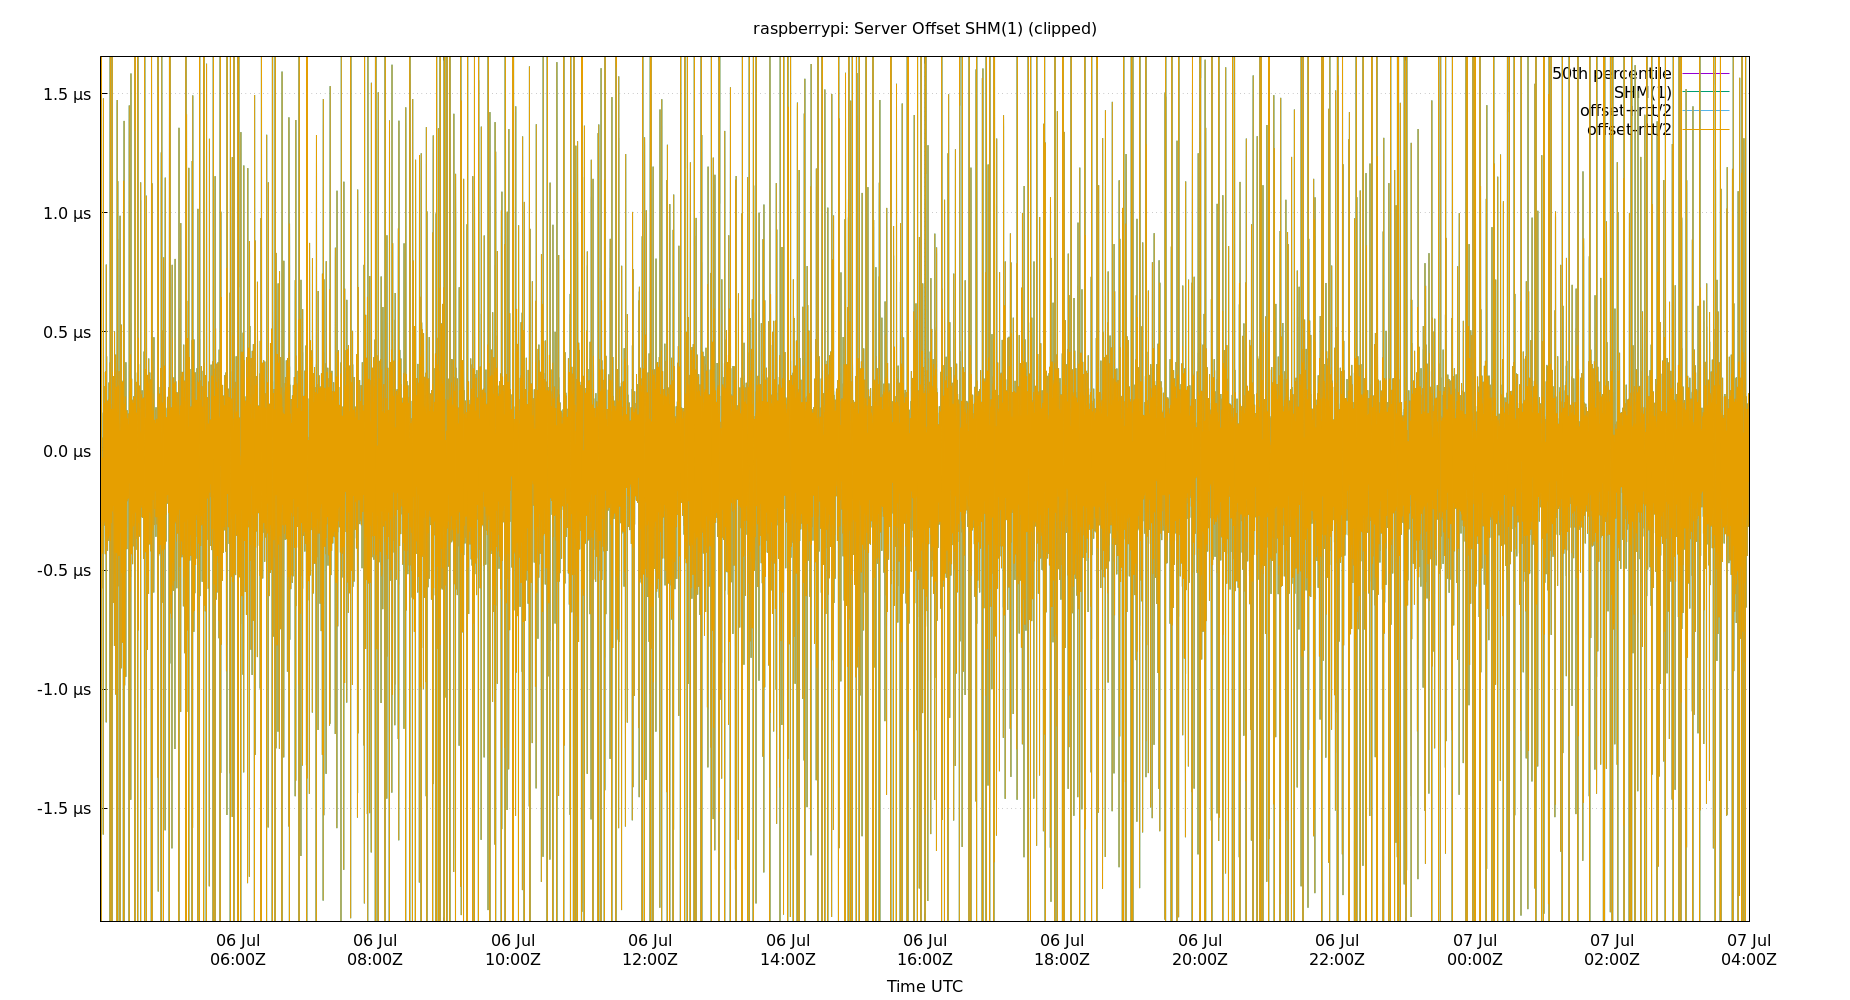 raspberrypi: Server Offset SHM(1) (clipped)
50th percentile
SHM(1)
offset+rtt/2
offset-rtt/2
1.5 µs
1.0 µs
0.5 µs
0.0 µs
-0.5 µs
-1.0 µs
-1.5 µs
06 Jul 06 Jul 06 Jul 06 Jul 06 Jul 06 Jul 06 Jul 06 Jul 06 Jul 07 Jul 07 Jul 07 Jul
06:00Z 08:00Z 10:00Z 12:00Z 14:00Z 16:00Z 18:00Z 20:00Z 22:00Z 00:00Z 02:00Z 04:00Z
Time UTC